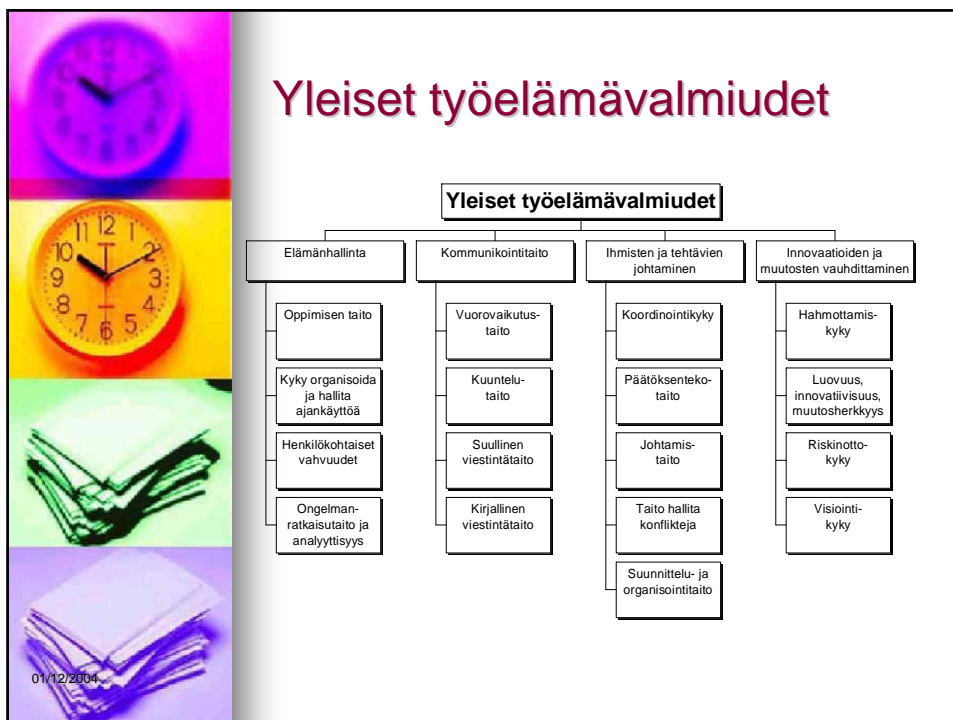 Yleiset työelämävalmiudet
Yleiset työelämävalmiudet
Elämänhallinta
Oppimisen taito
Kyky organisoida
ja hallita
ajankäyttöä
Henkilökohtaiset
vahvuudet
Ongelman-
ratkaisutaito ja
analyyttisyys
Kommunikointitaito
Vuorovaikutus-
taito
Kuuntelu-
taito
Suullinen
viestintätaito
Kirjallinen
viestintätaito
Ihmisten ja tehtävien
johtaminen
Koordinointikyky
Päätöksenteko-
taito
Johtamis-
taito
Taito hallita
konflikteja
Suunnittelu- ja
organisointitaito
Innovaatioiden ja
muutosten vauhdittaminen
Hahmottamis-
kyky
Luovuus,
innovatiivisuus,
muutosherkkyys
Riskinotto-
kyky
Visiointi-
kyky
01/12/2004